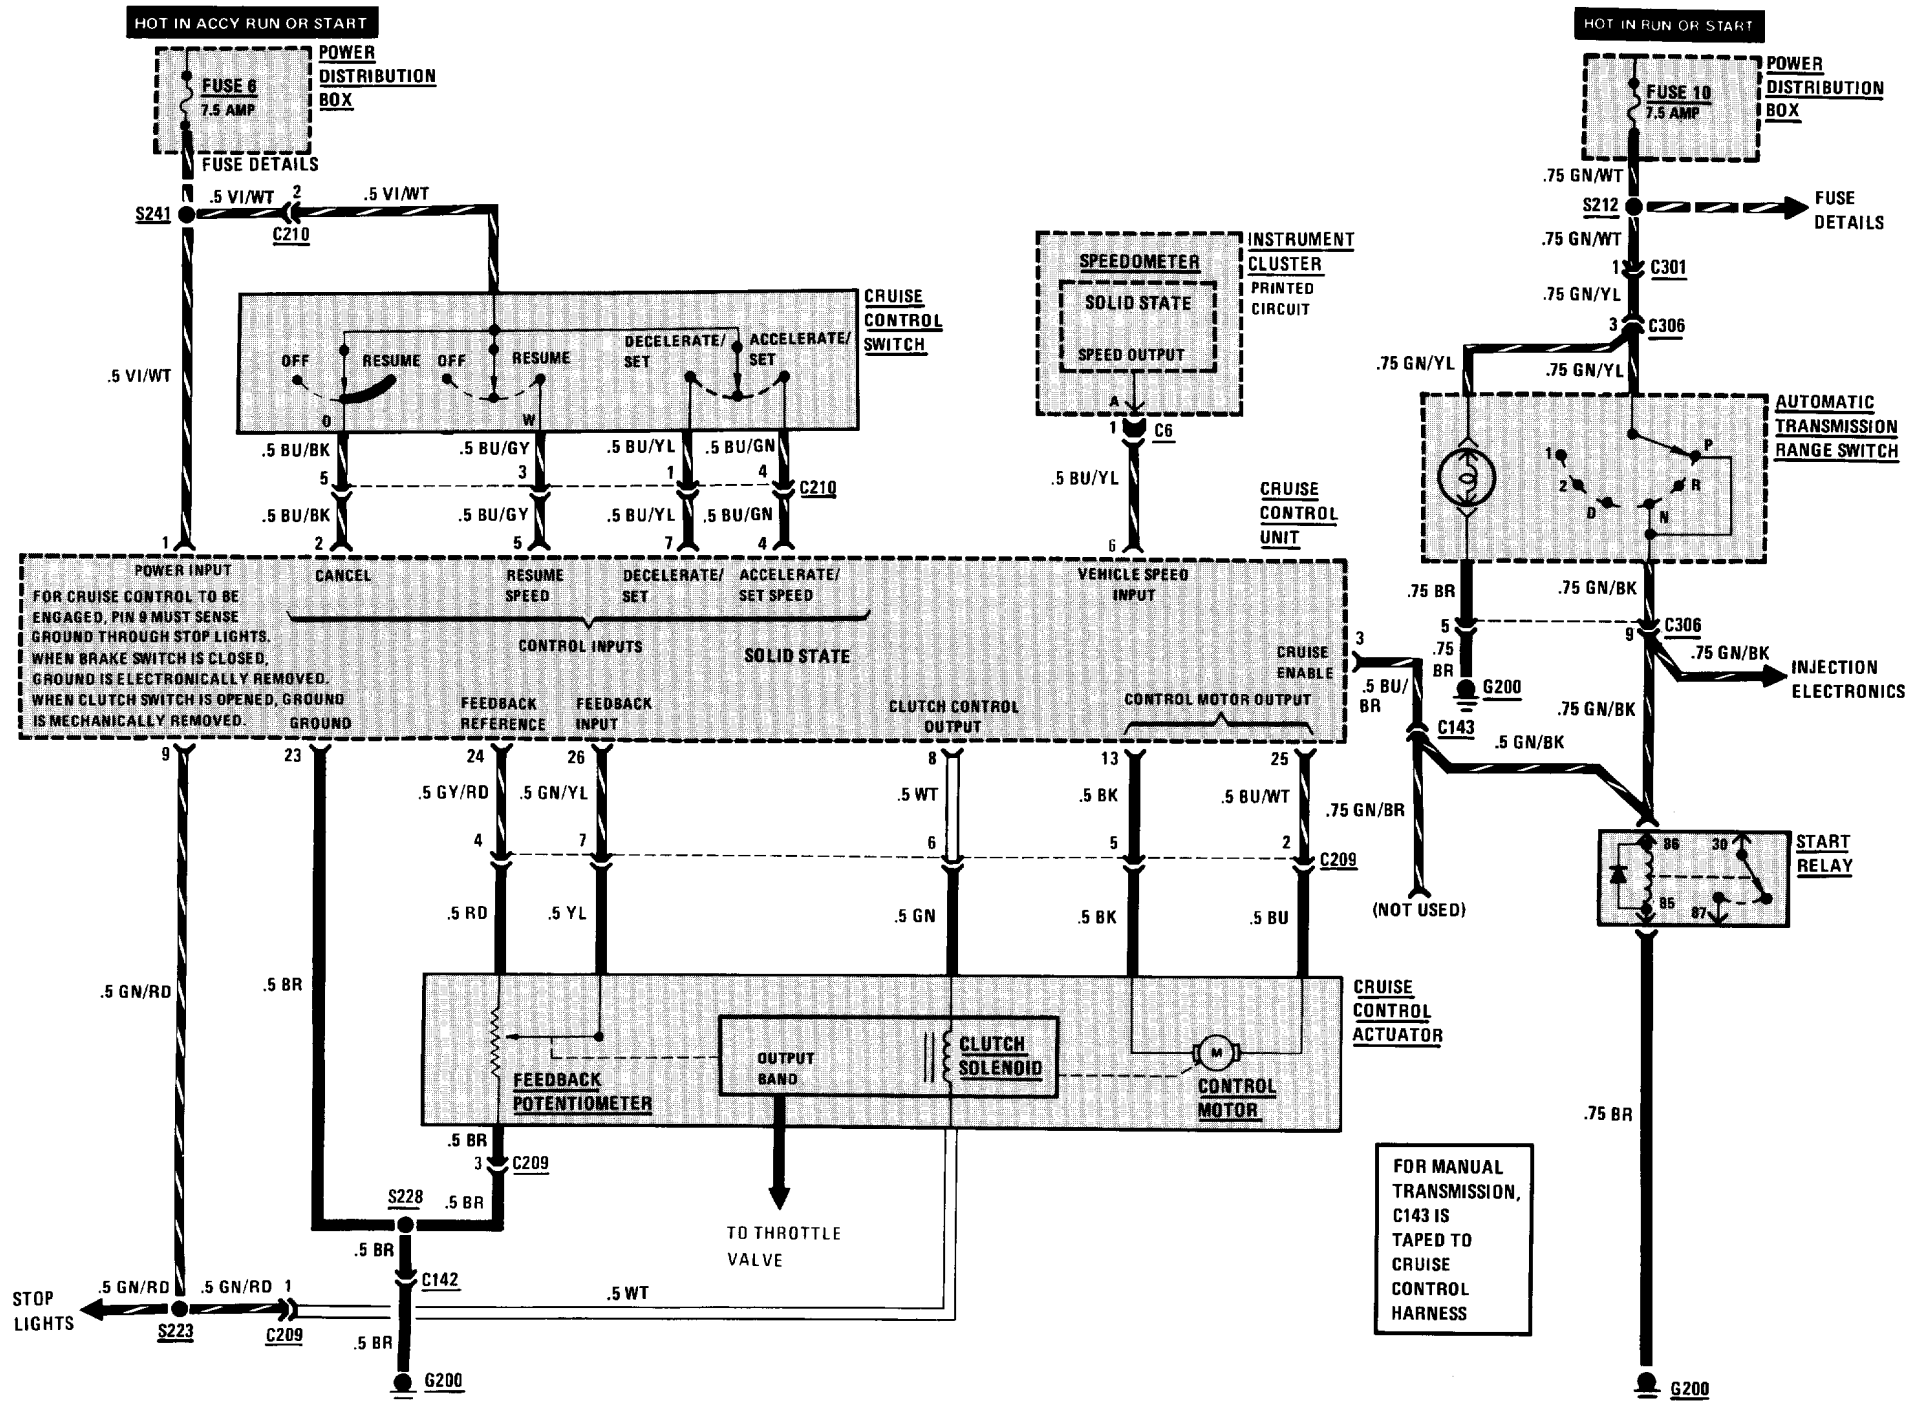 HOT IN ACCY RUN OR START
HOT IN RUN OR START
FUSE 6
7.5 AMP
POWER
DISTRIBUTION
BOX
FUSE DETAILS
FUSE 10
7.5 AMP
POWER
DISTRIBUTION
BOX
.75 GN/WT
S212
FUSE
DETAILS
.75 GN/WT
1
C301
.75 GN/YL
3
C306
.75 GN/YL
.75 GN/YL
S241
.5 VI/WT
2
C210
.5 VI/WT
.5 VI/WT
CRUISE
CONTROL
SWITCH
OFF
RESUME
OFF
RESUME
DECELERATE/
SET
ACCELERATE/
SET
O
W
SPEEDOMETER
SOLID STATE
SPEED OUTPUT
A
INSTRUMENT
CLUSTER
PRINTED
CIRCUIT
1
C6
.5 BU/YL
AUTOMATIC
TRANSMISSION
RANGE SWITCH
P
R
N
D
2
1
.5 BU/BK
.5 BU/GY
.5 BU/YL
.5 BU/GN
5
3
1
4
C210
.5 BU/BK
.5 BU/GY
.5 BU/YL
.5 BU/GN
1
2
5
7
4
6
CRUISE
CONTROL
UNIT
POWER INPUT
CANCEL
RESUME
SPEED
DECELERATE/
SET
ACCELERATE/
SET SPEED
VEHICLE SPEED
INPUT
FOR CRUISE CONTROL TO BE
ENGAGED, PIN 9 MUST SENSE
GROUND THROUGH STOP LIGHTS.
WHEN BRAKE SWITCH IS CLOSED,
GROUND IS ELECTRONICALLY REMOVED.
WHEN CLUTCH SWITCH IS OPENED, GROUND
IS MECHANICALLY REMOVED.
CONTROL INPUTS
SOLID STATE
GROUND
FEEDBACK
REFERENCE
FEEDBACK
INPUT
CLUTCH CONTROL
OUTPUT
CONTROL MOTOR OUTPUT
CRUISE
ENABLE
3
.5 BU/
BR
C143
.5 GN/BK
.75 GN/BR
(NOT USED)
.75 BR
5
.75
BR
G200
.75 GN/BK
9
C306
.75 GN/BK
INJECTION
ELECTRONICS
.75 GN/BK
START
RELAY
86
30
85
87
.75 BR
G200
9
23
24
26
8
13
25
.5 GY/RD
.5 GN/YL
.5 WT
.5 BK
.5 BU/WT
4
7
6
5
2
C209
.5 RD
.5 YL
.5 GN
.5 BK
.5 BU
.5 GN/RD
.5 BR
CRUISE
CONTROL
ACTUATOR
FEEDBACK
POTENTIOMETER
OUTPUT
BAND
CLUTCH
SOLENOID
M
CONTROL
MOTOR
.5 BR
3
C209
.5 BR
S228
.5 BR
C142
.5 BR
G200
TO THROTTLE
VALVE
STOP
LIGHTS
.5 GN/RD
S223
.5 GN/RD
1
C209
.5 WT
FOR MANUAL
TRANSMISSION,
C143 IS
TAPED TO
CRUISE
CONTROL
HARNESS